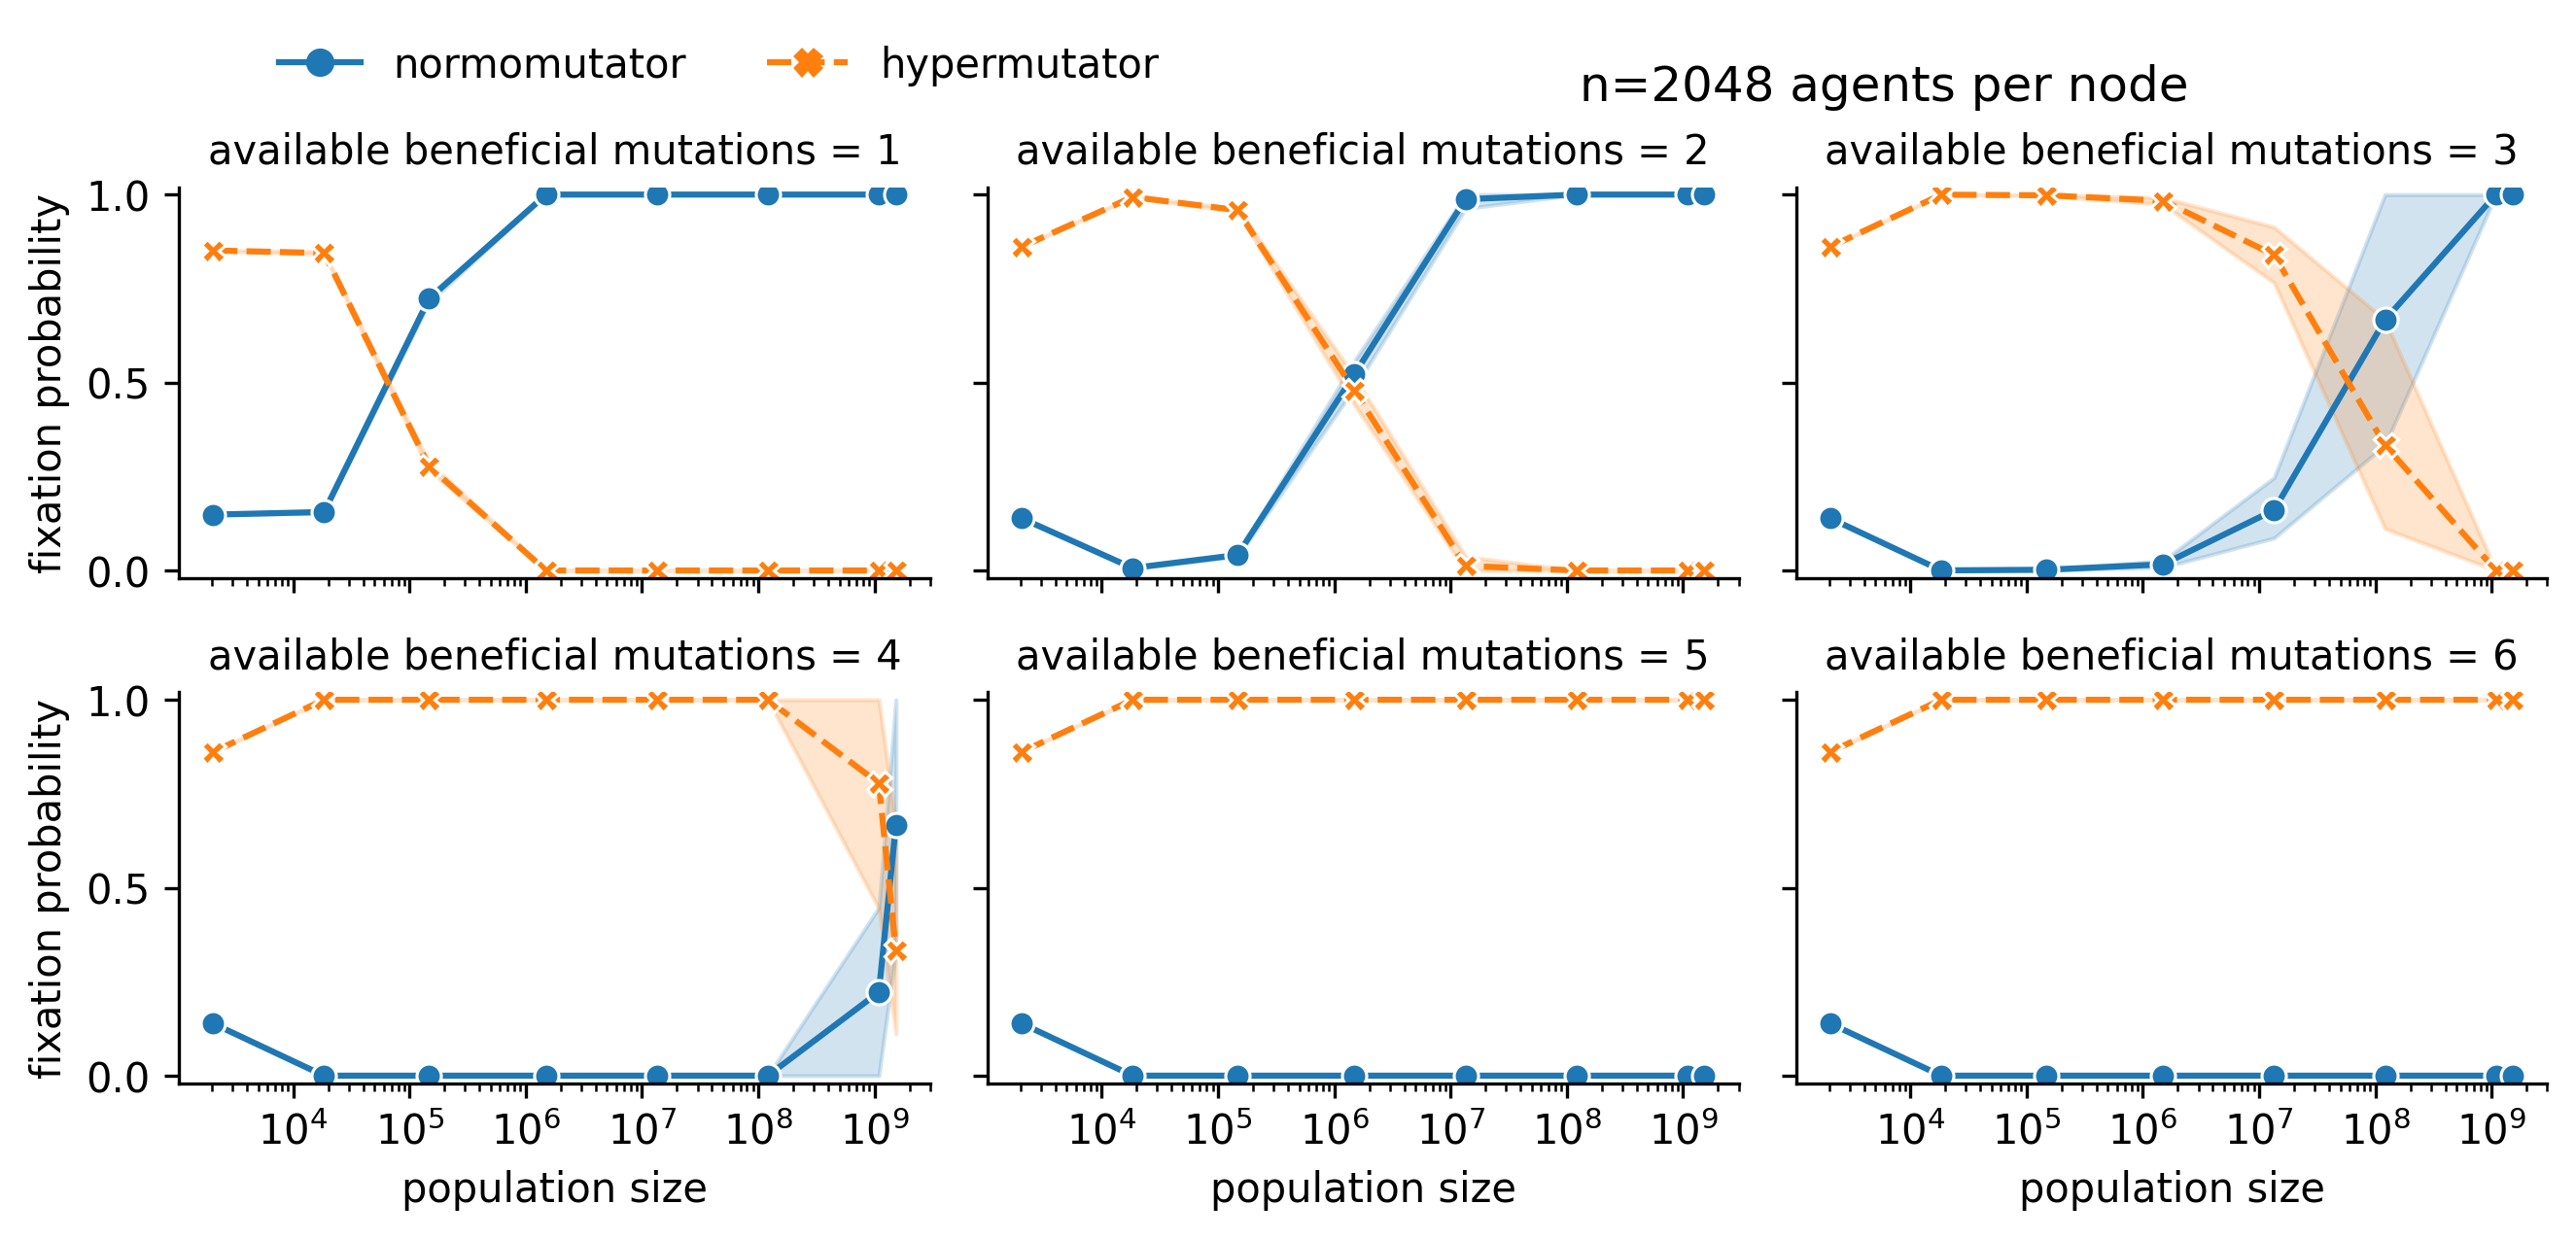 normomutator
hypermutator
n=2048 agents per node
available beneficial mutations = 1
available beneficial mutations = 2
available beneficial mutations = 3
fixation probability
1.0
0.5
0.0
available beneficial mutations = 4
available beneficial mutations = 5
available beneficial mutations = 6
fixation probability
1.0
0.5
0.0
10⁴ 10⁵ 10⁶ 10⁷ 10⁸ 10⁹
10⁴ 10⁵ 10⁶ 10⁷ 10⁸ 10⁹
10⁴ 10⁵ 10⁶ 10⁷ 10⁸ 10⁹
population size
population size
population size